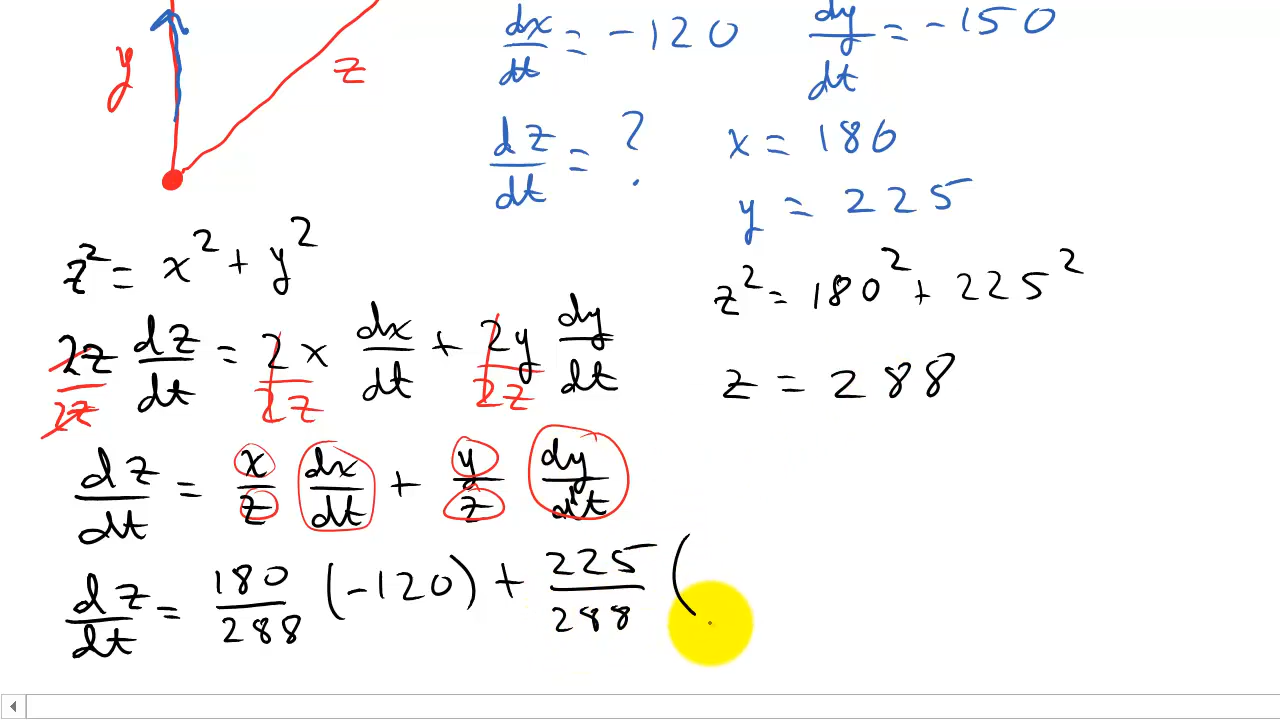 y
z
dx/dt = -120
dy/dt = -150
dz/dt = ?
x = 180
y = 225
z² = x² + y²
z² = 180² + 225²
2z/2z dz/dt = 2x/2z dx/dt + 2y/2z dy/dt
z = 288
dz/dt = x/z dx/dt + y/z dy/dt
dz/dt = 180/288 (-120) + 225/288 (